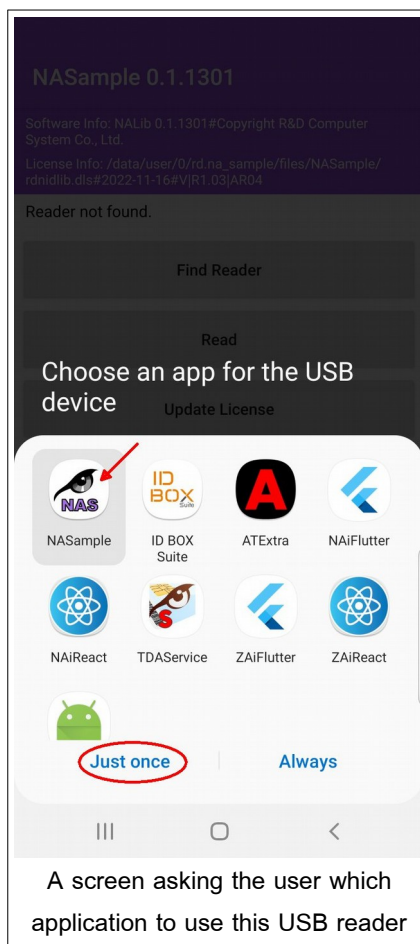 NASample 0.1.1301
Software Info: NALib 0.1.1301#Copyright R&D Computer
System Co., Ltd.
License Info: /data/user/0/rd.na_sample/files/NASample/
rdnidlib.dls#2022-11-16#V|R1.03|AR04
Reader not found.
Find Reader
Read
Choose an app for the USB
device
Update License
NAS
ID
BOX
Suite
A
NASample
ID BOX
Suite
ATExtra
NAiFlutter
S
NAiReact
TDAService
ZAiFlutter
ZAiReact
Just once
Always
A screen asking the user which
application to use this USB reader